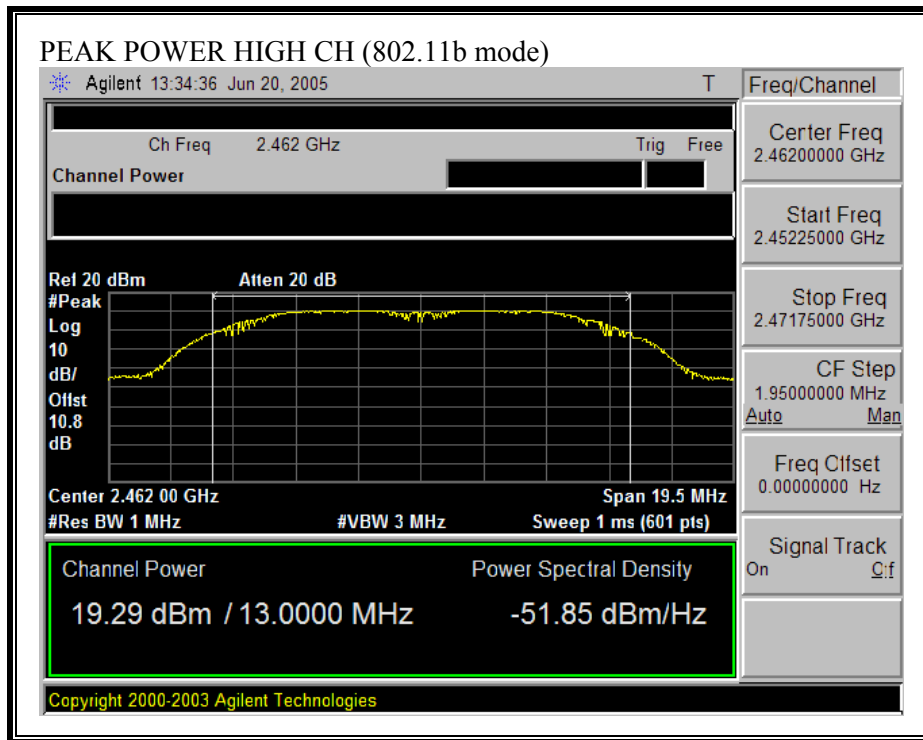 PEAK POWER HIGH CH (802.11b mode)
Agilent 13:34:36 Jun 20, 2005 T
Freq/Channel
Ch Freq 2.462 GHz Trig Free
Channel Power
Center Freq
2.46200000 GHz
Start Freq
2.45225000 GHz
Stop Freq
2.47175000 GHz
CF Step
1.95000000 MHz
Auto Man
Freq Offset
0.00000000 Hz
Signal Track
On Off
Ref 20 dBm Atten 20 dB
#Peak
Log
10
dB/
Offst
10.8
dB
Center 2.462 00 GHz Span 19.5 MHz
#Res BW 1 MHz #VBW 3 MHz Sweep 1 ms (601 pts)
Channel Power Power Spectral Density
19.29 dBm / 13.0000 MHz -51.85 dBm/Hz
Copyright 2000-2003 Agilent Technologies